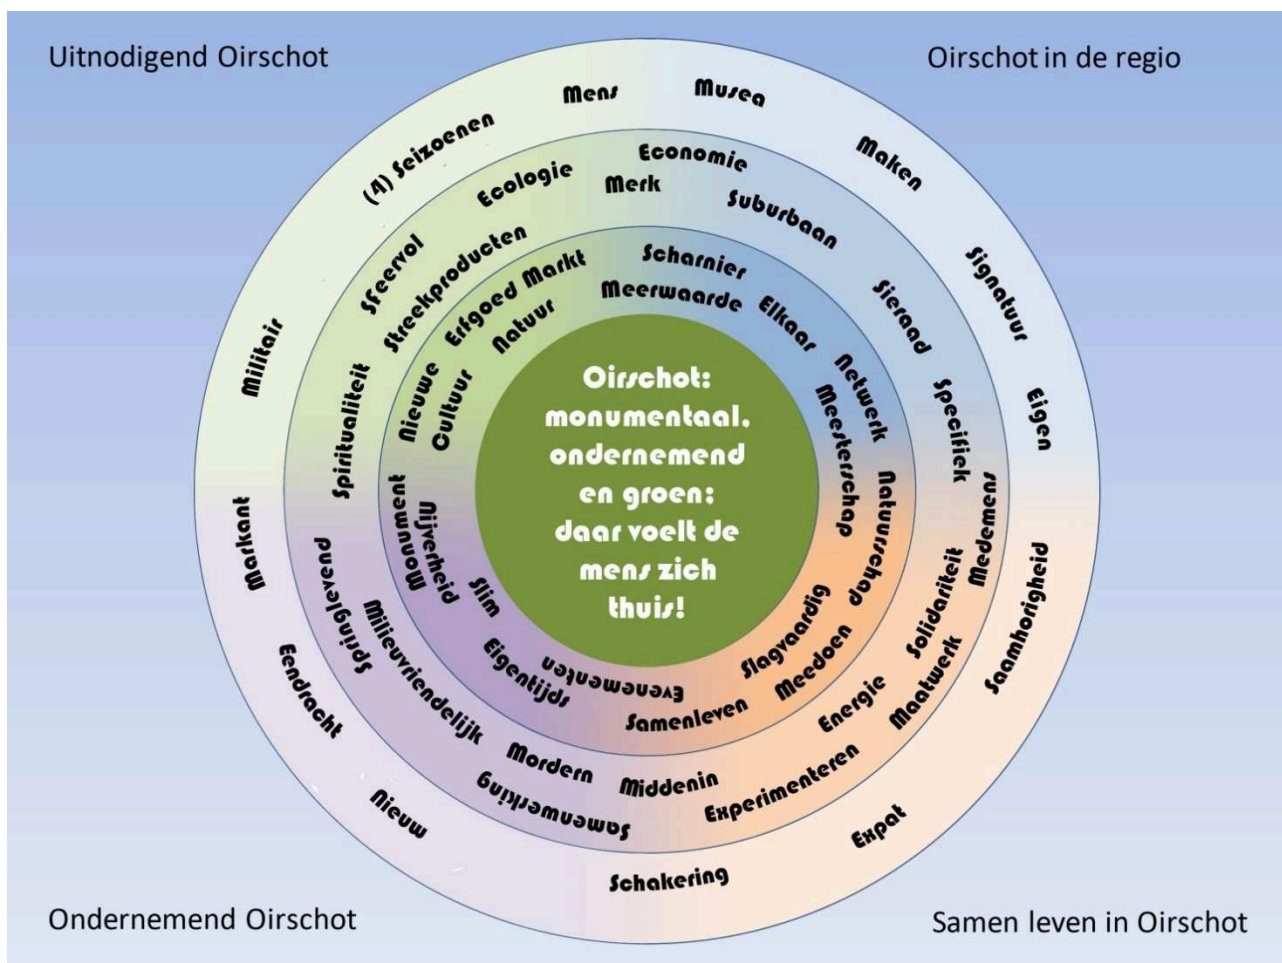 Uitnodigend Oirschot
Oirschot in de regio
Mens
Musea
(4) Seizoenen
Maken
Signatuur
Militair
Eigen
Markant
Saamhorigheid
Eendracht
Nieuw
Expat
Schakering
Economie
Ecologie
Merk
Suburbaan
Sfeervol
Streekproducten
Sieraad
Spiritualiteit
Specifiek
Medemens
Springlevend
Solidariteit
Milieuvriendelijk
Maatwerk
Energie
Mordern
Middenin
Experimenteren
Samenwerking
Scharnier
Erfgoed Markt
Meerwaarde
Elkaar
Natuur
Nieuwe
Cultuur
Netwerk
Meesterschap
Monument
Nijverheid
Natuurschap
Slim
Slagvaardig
Meedoen
Eigentijds
Evenementen
Samenleven
Oirschot:
monumentaal,
ondernemend
en groen;
daar voelt de
mens zich
thuis!
Ondernemend Oirschot
Samen leven in Oirschot